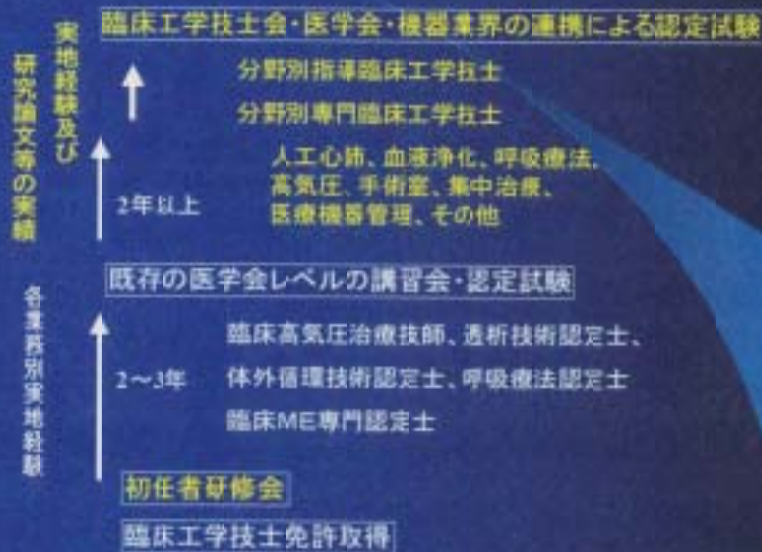 臨床工学技士会・医学会・機器業界の連携による認定試験
実地経験及び
研究論文等の実績
分野別指導臨床工学技士
分野別専門臨床工学技士
人工心肺、血液浄化、呼吸療法、
高気圧、手術室、集中治療、
医療機器管理、その他
2年以上
既存の医学会レベルの講習会・認定試験
各業務別実地経験
臨床高気圧治療技師、透析技術認定士、
2〜3年
体外循環技術認定士、呼吸療法認定士
臨床ME専門認定士
初任者研修会
臨床工学技士免許取得